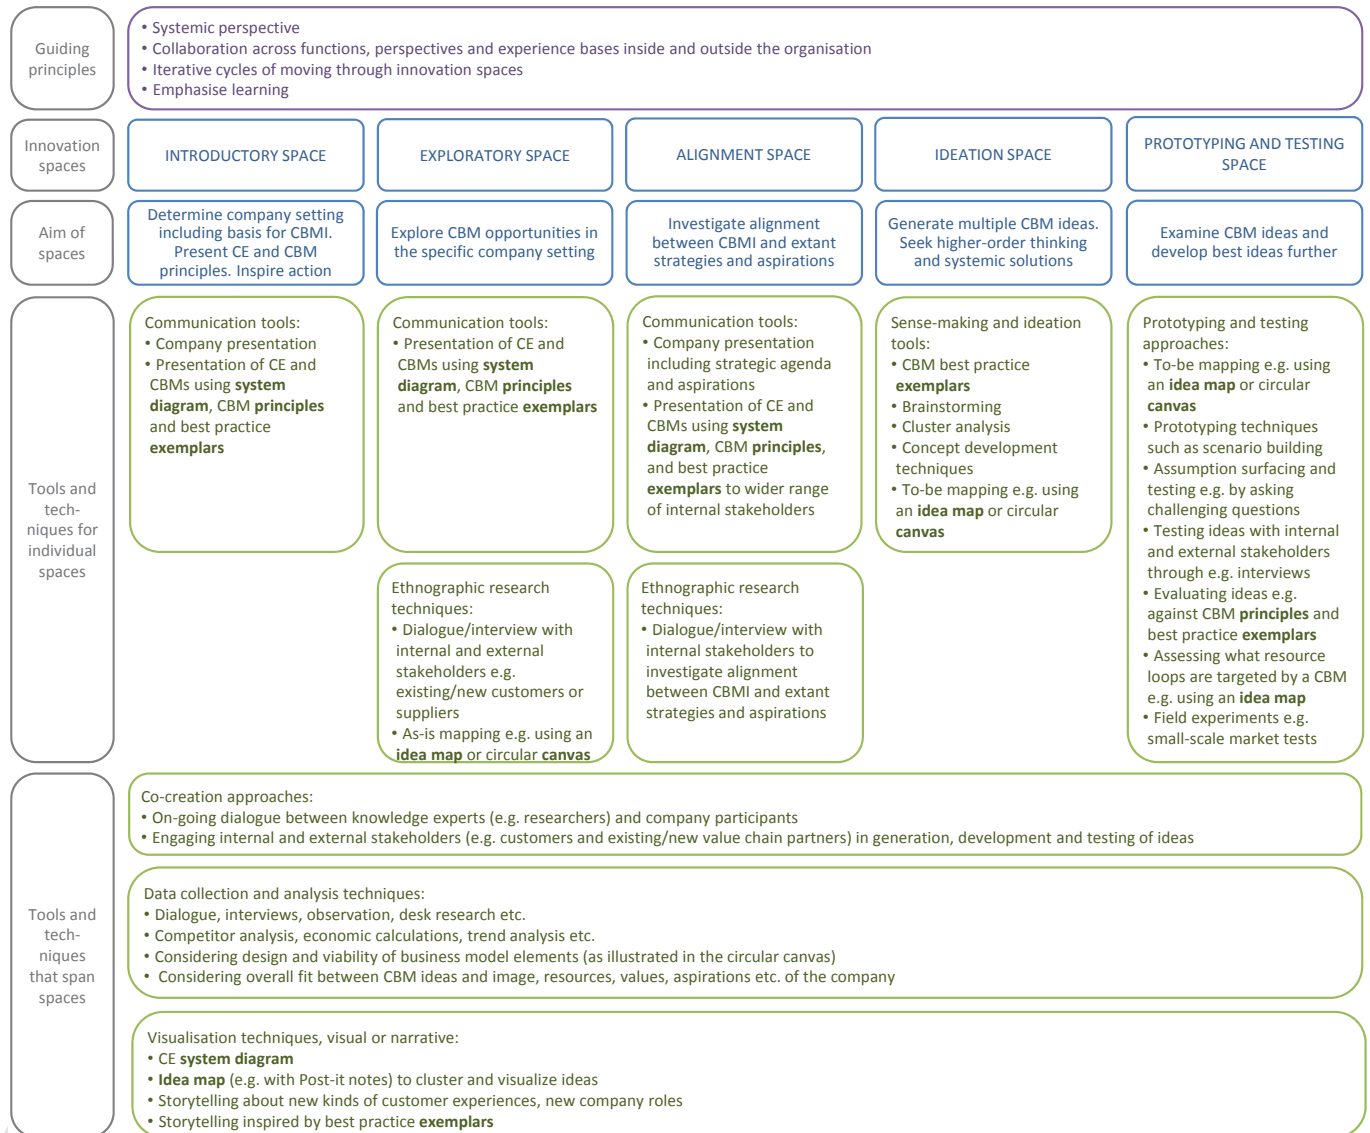 Guiding
principles
• Systemic perspective
• Collaboration across functions, perspectives and experience bases inside and outside the organisation
• Iterative cycles of moving through innovation spaces
• Emphasise learning
Innovation
spaces
INTRODUCTORY SPACE
EXPLORATORY SPACE
ALIGNMENT SPACE
IDEATION SPACE
PROTOTYPING AND TESTING
SPACE
Aim of
spaces
Determine company setting
including basis for CBMI.
Present CE and CBM
principles. Inspire action
Explore CBM opportunities in
the specific company setting
Investigate alignment
between CBMI and extant
strategies and aspirations
Generate multiple CBM ideas.
Seek higher-order thinking
and systemic solutions
Examine CBM ideas and
develop best ideas further
Tools and
tech-
niques for
individual
spaces
Communication tools:
• Company presentation
• Presentation of CE and
CBMs using system
diagram, CBM principles
and best practice
exemplars
Communication tools:
• Presentation of CE and
CBMs using system
diagram, CBM principles
and best practice exemplars
Ethnographic research
techniques:
• Dialogue/interview with
internal and external
stakeholders e.g.
existing/new customers or
suppliers
• As-is mapping e.g. using an
idea map or circular canvas
Communication tools:
• Company presentation
including strategic agenda
and aspirations
• Presentation of CE and
CBMs using system
diagram, CBM principles,
and best practice
exemplars to wider range
of internal stakeholders
Ethnographic research
techniques:
• Dialogue/interview with
internal stakeholders to
investigate alignment
between CBMI and extant
strategies and aspirations
Sense-making and ideation
tools:
• CBM best practice
exemplars
• Brainstorming
• Cluster analysis
• Concept development
techniques
• To-be mapping e.g. using
an idea map or circular
canvas
Prototyping and testing
approaches:
• To-be mapping e.g. using
an idea map or circular
canvas
• Prototyping techniques
such as scenario building
• Assumption surfacing and
testing e.g. by asking
challenging questions
• Testing ideas with internal
and external stakeholders
through e.g. interviews
• Evaluating ideas e.g.
against CBM principles and
best practice exemplars
• Assessing what resource
loops are targeted by a CBM
e.g. using an idea map
• Field experiments e.g.
small-scale market tests
Tools and
tech-
niques
that span
spaces
Co-creation approaches:
• On-going dialogue between knowledge experts (e.g. researchers) and company participants
• Engaging internal and external stakeholders (e.g. customers and existing/new value chain partners) in generation, development and testing of ideas
Data collection and analysis techniques:
• Dialogue, interviews, observation, desk research etc.
• Competitor analysis, economic calculations, trend analysis etc.
• Considering design and viability of business model elements (as illustrated in the circular canvas)
• Considering overall fit between CBM ideas and image, resources, values, aspirations etc. of the company
Visualisation techniques, visual or narrative:
• CE system diagram
• Idea map (e.g. with Post-it notes) to cluster and visualize ideas
• Storytelling about new kinds of customer experiences, new company roles
• Storytelling inspired by best practice exemplars